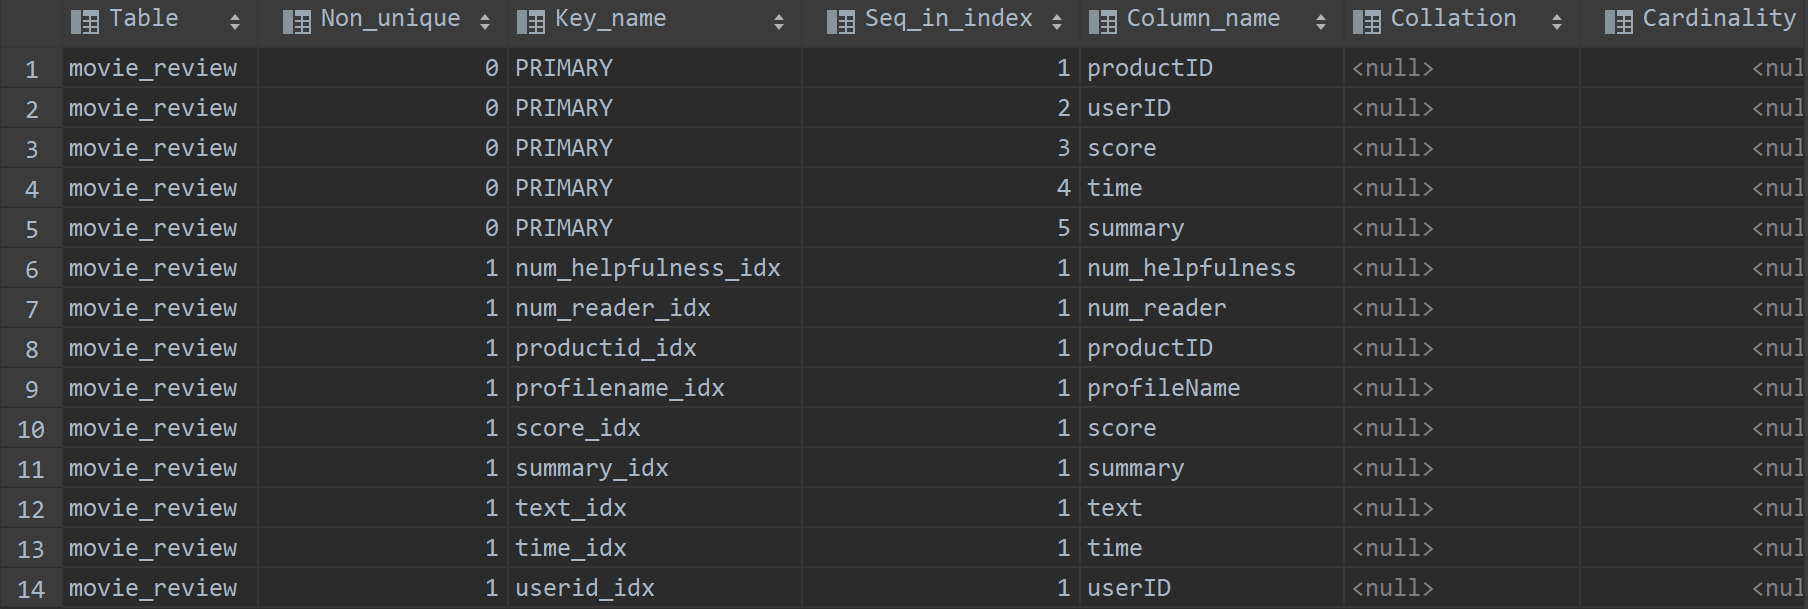 Table Non_unique Key_name Seq_in_index Column_name Collation Cardinality
1 movie_review 0 PRIMARY 1 productID <null> <nul
2 movie_review 0 PRIMARY 2 userID <null> <nul
3 movie_review 0 PRIMARY 3 score <null> <nul
4 movie_review 0 PRIMARY 4 time <null> <nul
5 movie_review 0 PRIMARY 5 summary <null> <nul
6 movie_review 1 num_helpfulness_idx 1 num_helpfulness <null> <nul
7 movie_review 1 num_reader_idx 1 num_reader <null> <nul
8 movie_review 1 productid_idx 1 productID <null> <nul
9 movie_review 1 profilename_idx 1 profileName <null> <nul
10 movie_review 1 score_idx 1 score <null> <nul
11 movie_review 1 summary_idx 1 summary <null> <nul
12 movie_review 1 text_idx 1 text <null> <nul
13 movie_review 1 time_idx 1 time <null> <nul
14 movie_review 1 userid_idx 1 userID <null> <nul